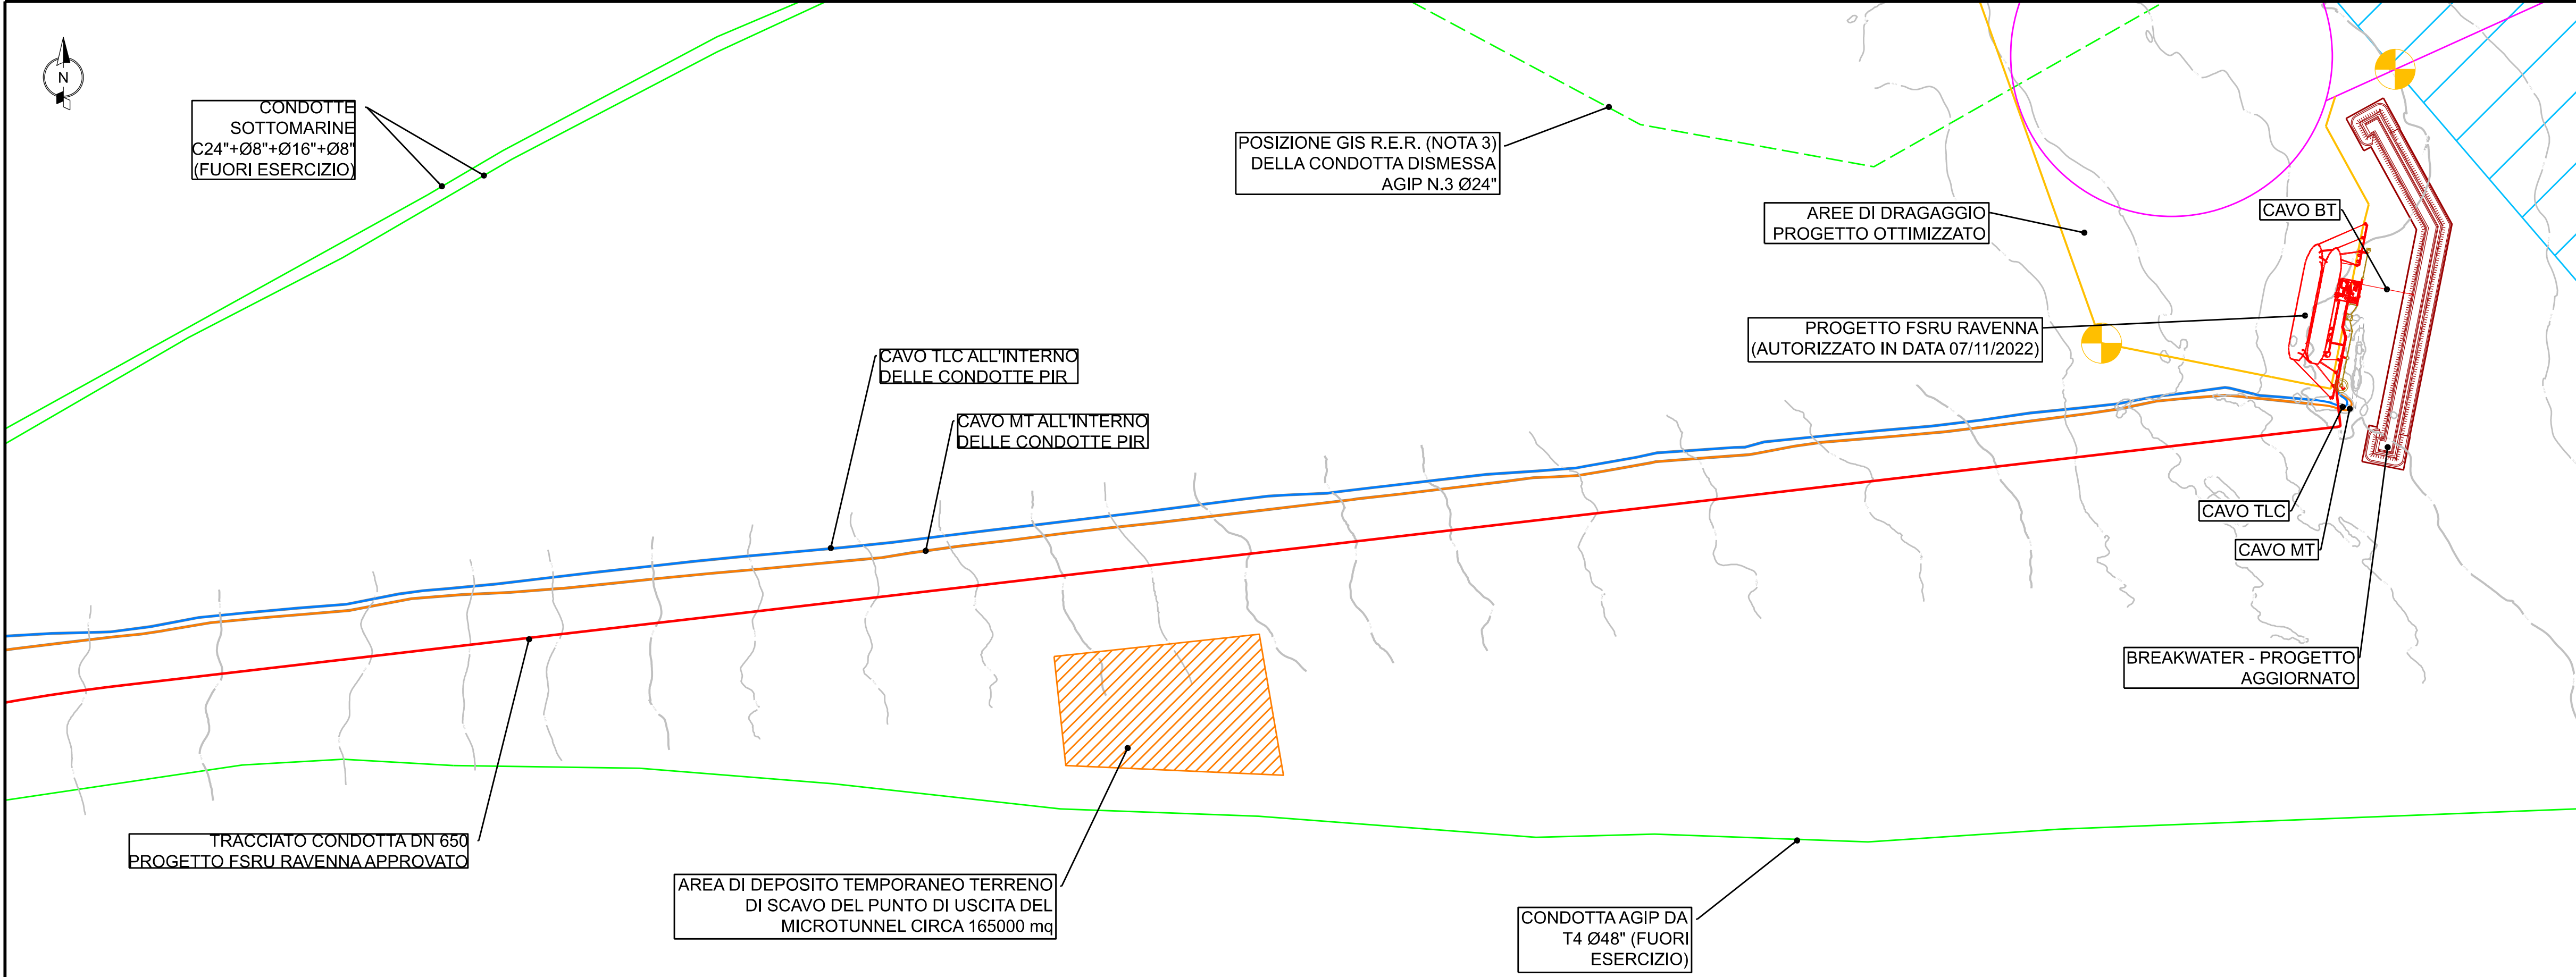 N
CONDOTTE
SOTTOMARINE
C24"+Ø8"+Ø16"+Ø8"
(FUORI ESERCIZIO)
POSIZIONE GIS R.E.R. (NOTA 3)
DELLA CONDOTTA DISMESSA
AGIP N.3 Ø24"
AREE DI DRAGAGGIO
PROGETTO OTTIMIZZATO
CAVO BT
PROGETTO FSRU RAVENNA
(AUTORIZZATO IN DATA 07/11/2022)
CAVO TLC ALL'INTERNO
DELLE CONDOTTE PIR
CAVO MT ALL'INTERNO
DELLE CONDOTTE PIR
CAVO TLC
CAVO MT
BREAKWATER - PROGETTO
AGGIORNATO
TRACCIATO CONDOTTA DN 650
PROGETTO FSRU RAVENNA APPROVATO
AREA DI DEPOSITO TEMPORANEO TERRENO
DI SCAVO DEL PUNTO DI USCITA DEL
MICROTUNNEL CIRCA 165000 mq
CONDOTTA AGIP DA
T4 Ø48" (FUORI
ESERCIZIO)